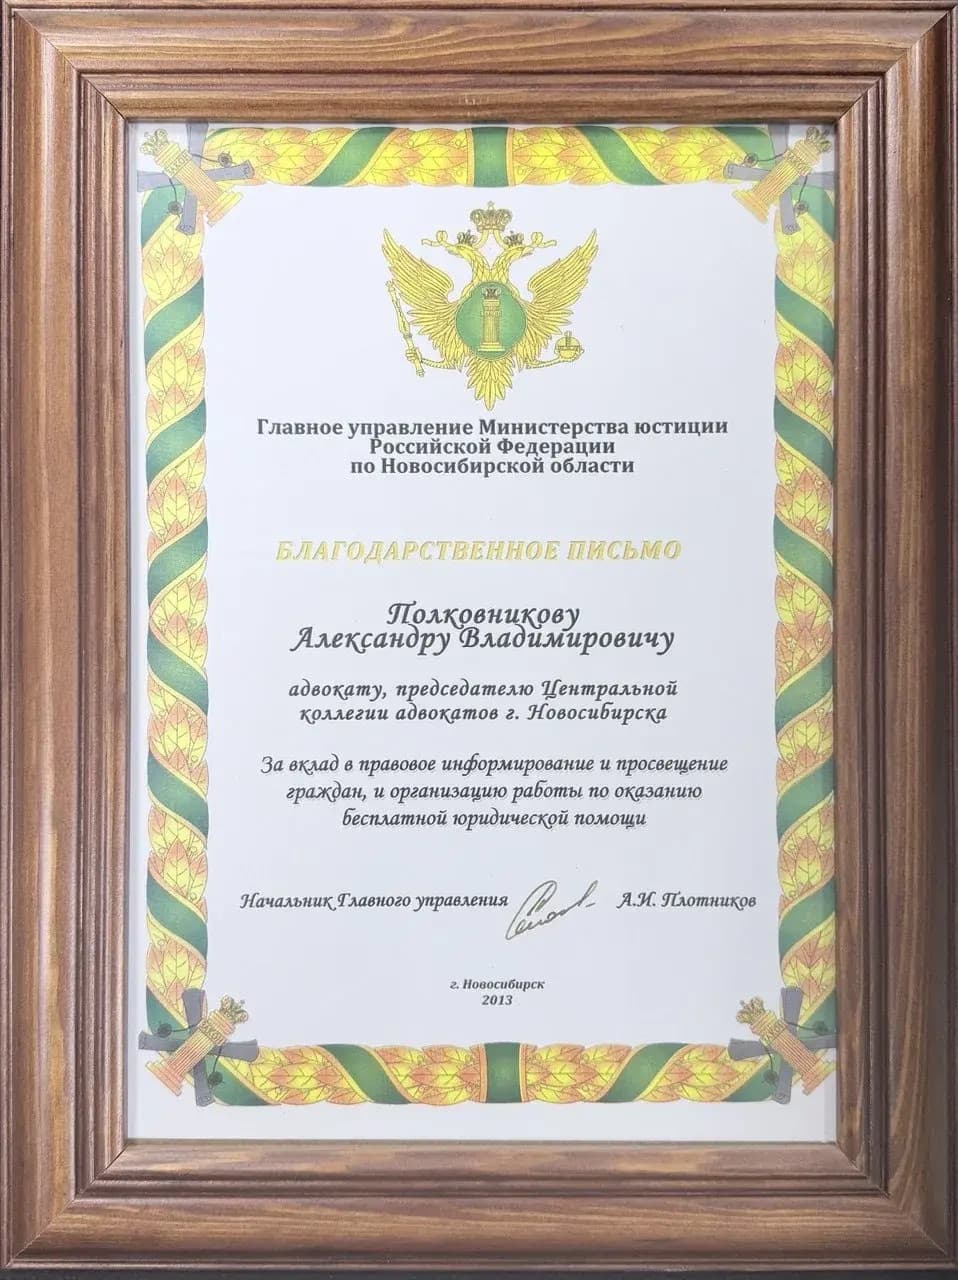 Главное управление Министерства юстиции
Российской Федерации
по Новосибирской области
БЛАГОДАРСТВЕННОЕ ПИСЬМО
Полковникову
Александру Владимировичу
адвокату, председателю Центральной
коллегии адвокатов г. Новосибирска
За вклад в правовое информирование и просвещение
граждан, и организацию работы по оказанию
бесплатной юридической помощи
Начальник Главного управления А.И. Плотников
г. Новосибирск
2013